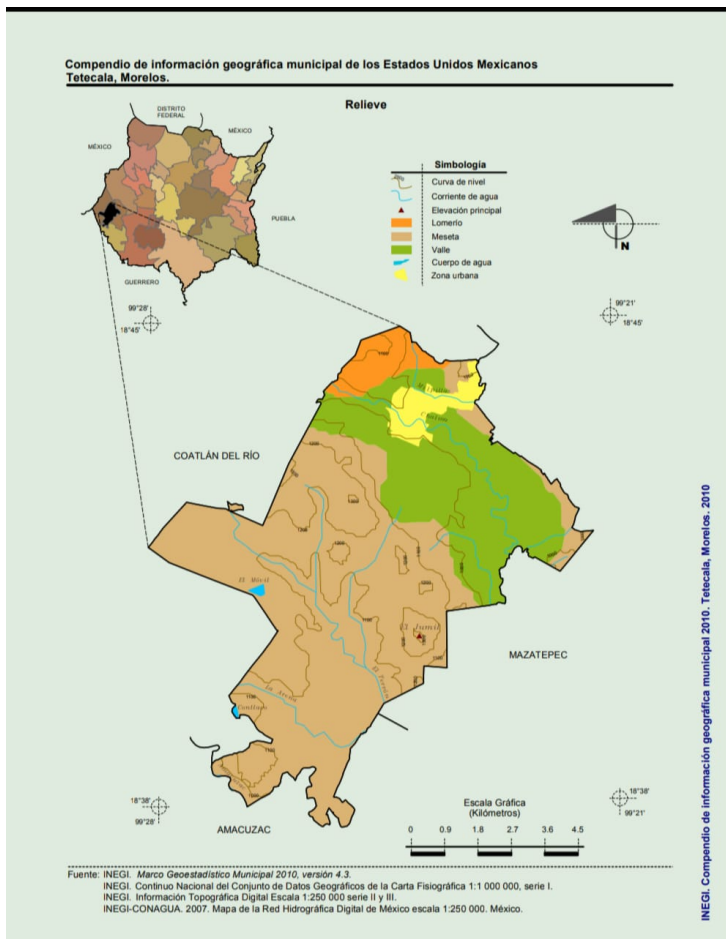 Compendio de información geográfica municipal de los Estados Unidos Mexicanos
Tetecala, Morelos.
Relieve
DISTRITO
FEDERAL
MÉXICO
MÉXICO
PUEBLA
GUERRERO
Simbología
Curva de nivel
Corriente de agua
Elevación principal
Lomerío
Meseta
Valle
Cuerpo de agua
Zona urbana
N
99°28'
18°45'
99°21'
18°45'
COATLÁN DEL RÍO
El Móvil
El Jumil
MAZATEPEC
18°38'
99°28'
AMACUZAC
18°38'
99°21'
Escala Gráfica
(Kilómetros)
0 0.9 1.8 2.7 3.6 4.5
Fuente: INEGI. Marco Geoestadístico Municipal 2010, versión 4.3.
INEGI. Continuo Nacional del Conjunto de Datos Geográficos de la Carta Fisiográfica 1:1 000 000, serie I.
INEGI. Información Topográfica Digital Escala 1:250 000 serie II y III.
INEGI-CONAGUA. 2007. Mapa de la Red Hidrográfica Digital de México escala 1:250 000. México.
INEGI. Compendio de información geográfica municipal 2010. Tetecala, Morelos. 2010